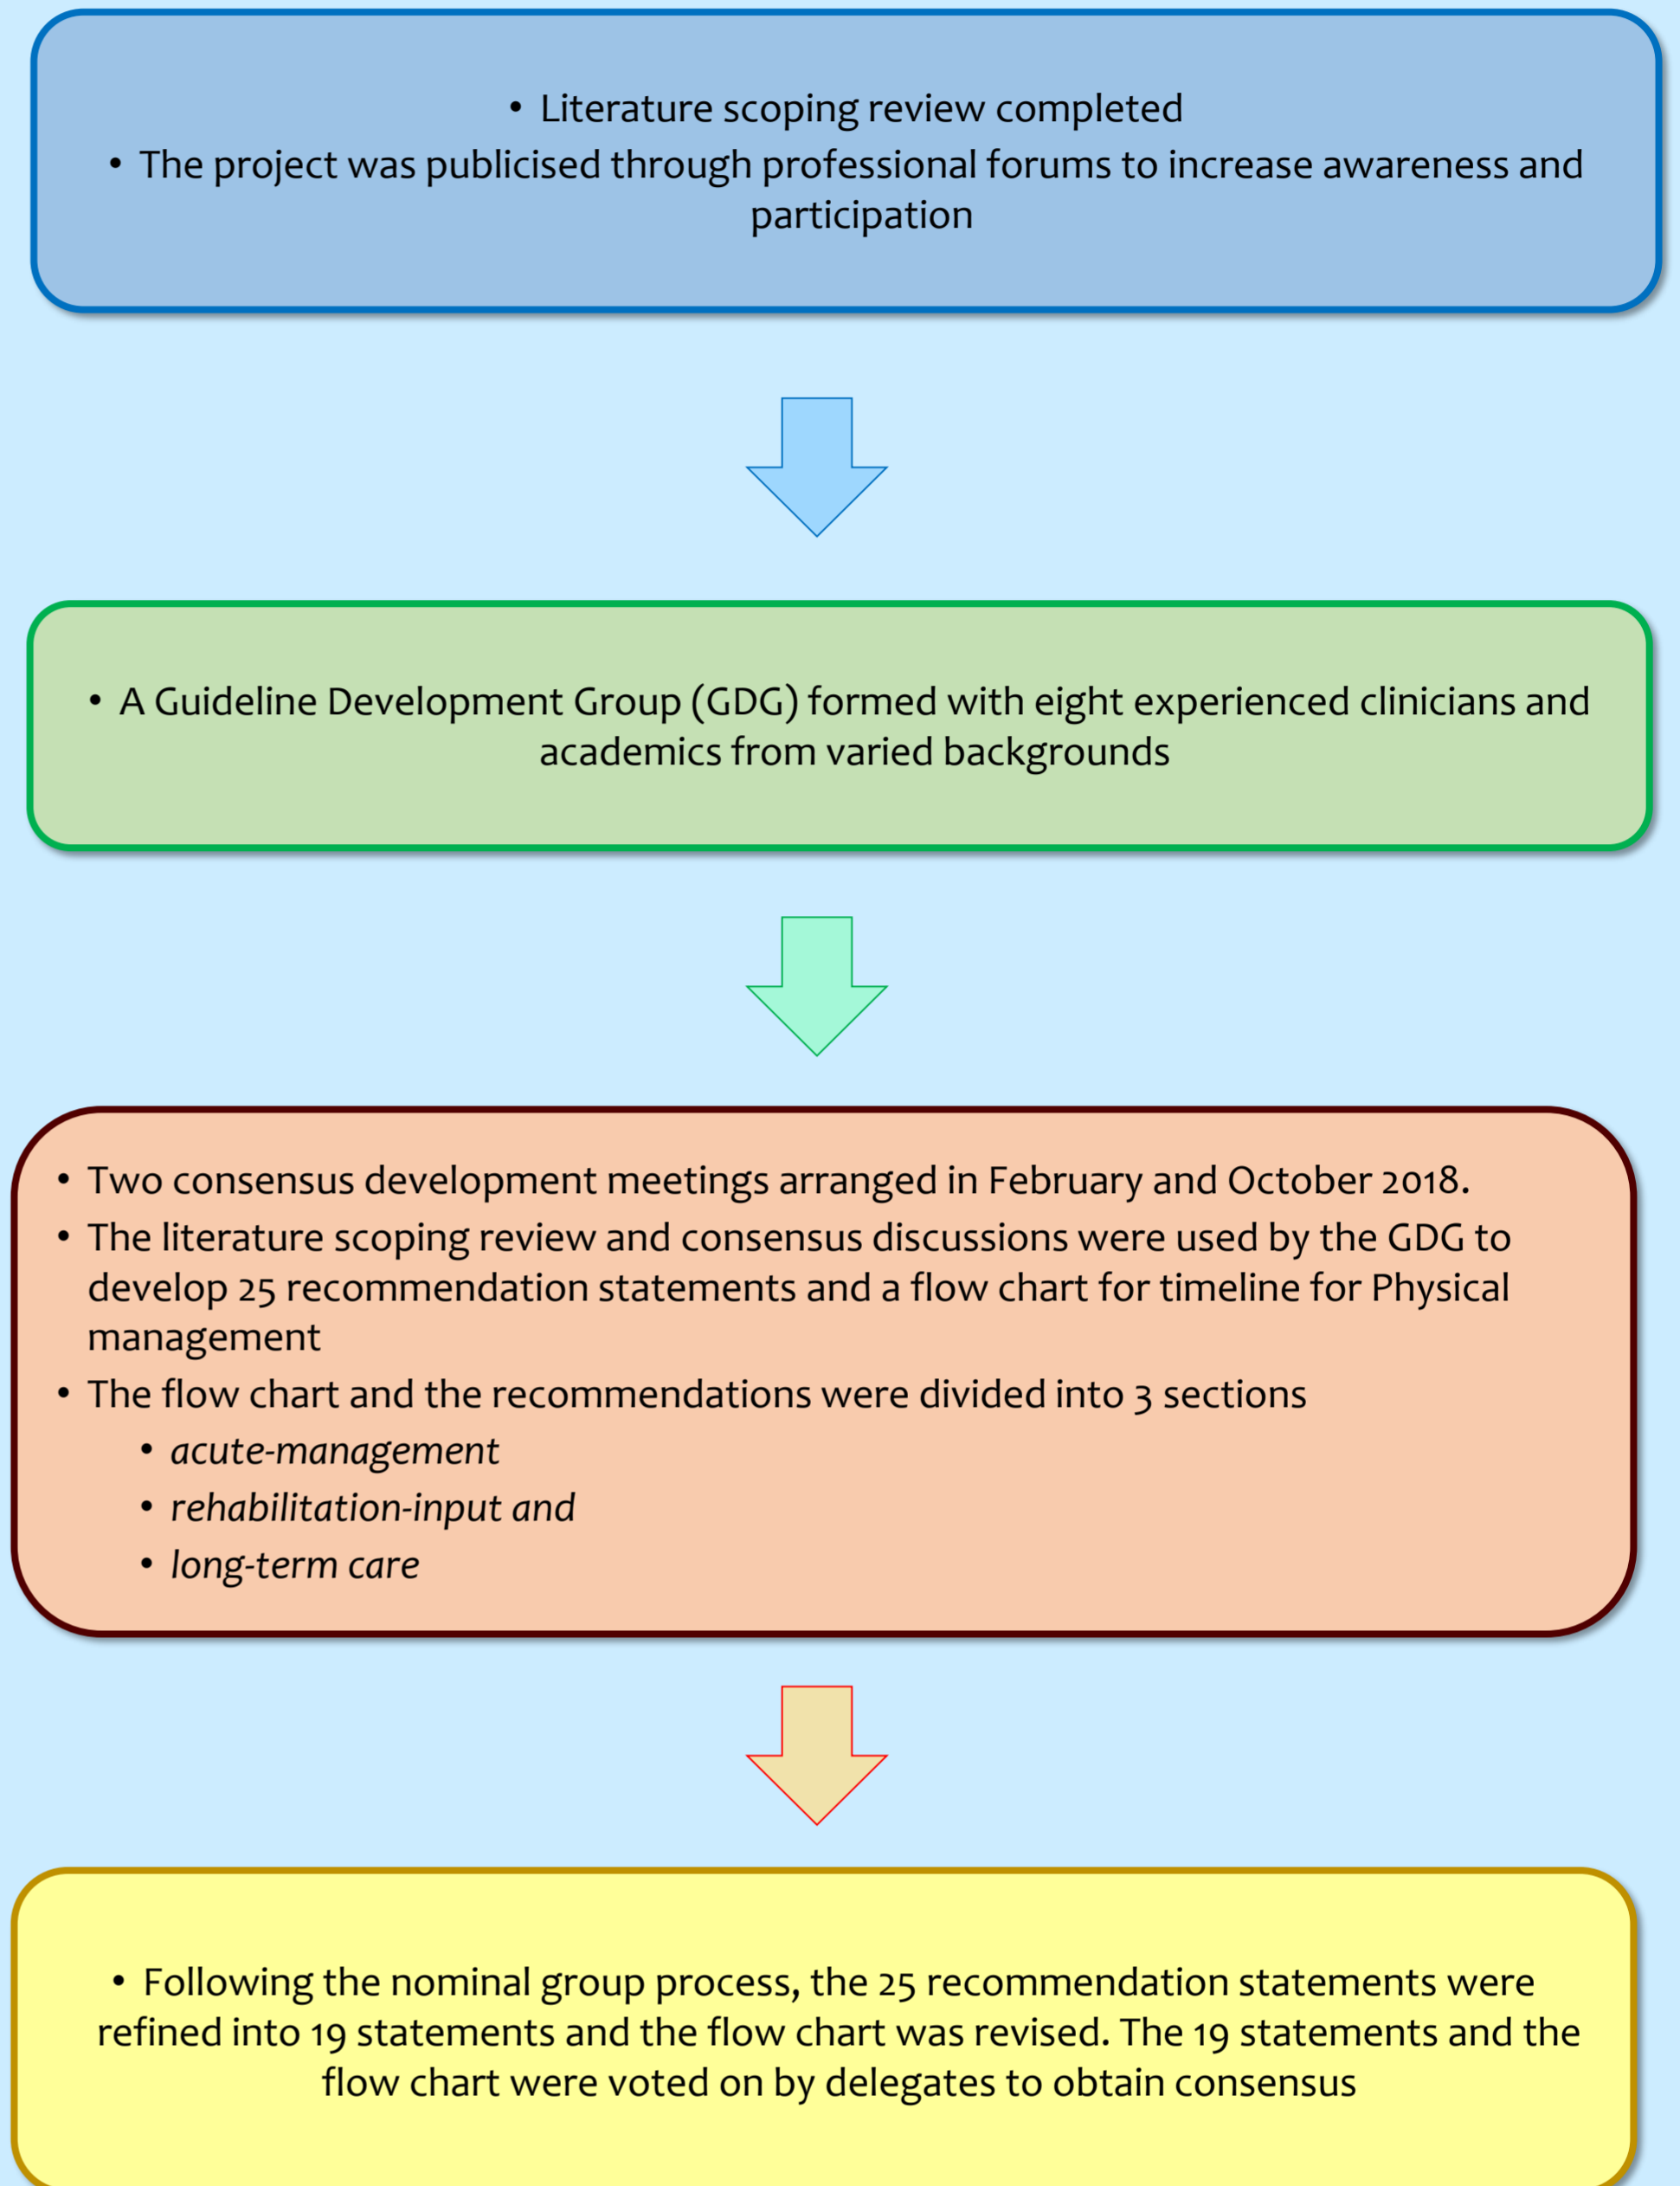 • Literature scoping review completed
• The project was publicised through professional forums to increase awareness and
participation
• A Guideline Development Group (GDG) formed with eight experienced clinicians and
academics from varied backgrounds
• Two consensus development meetings arranged in February and October 2018.
• The literature scoping review and consensus discussions were used by the GDG to
develop 25 recommendation statements and a flow chart for timeline for Physical
management
• The flow chart and the recommendations were divided into 3 sections
• acute-management
• rehabilitation-input and
• long-term care
• Following the nominal group process, the 25 recommendation statements were
refined into 19 statements and the flow chart was revised. The 19 statements and the
flow chart were voted on by delegates to obtain consensus